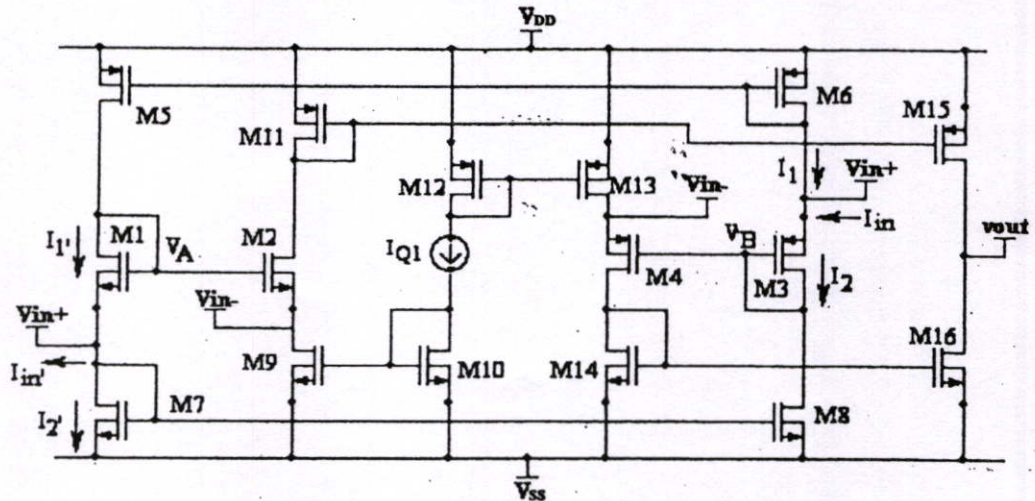 VDD
M5
M6
M15
M11
M12
M13
Vin-
I1
Vin+
Iin
I1'
M1
VA
M2
IQ1
M4
VB
M3
I2
vout
Vin+
Vin-
Iin'
M9
M10
M14
M16
I2'
M7
M8
VSS